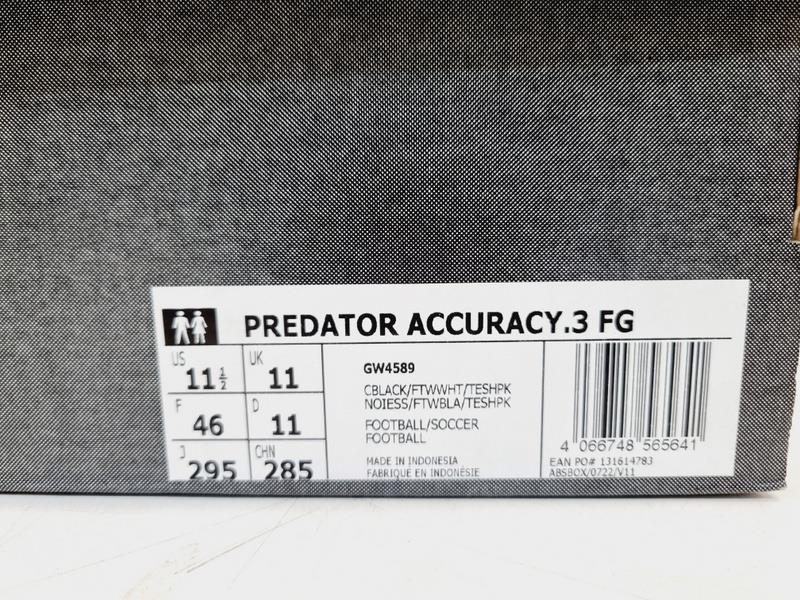 PREDATOR ACCURACY.3 FG
US 11 1/2 UK 11
F 46 D 11
J 295 CHN 285
GW4589
CBLACK/FTWWHT/TESHPK
NOIESS/FTWBLA/TESHPK
FOOTBALL/SOCCER
FOOTBALL
MADE IN INDONESIA
FABRIQUÉ EN INDONÉSIE
4 066748 565641
EAN PO# 131614783
ABSBOX/0722/V11